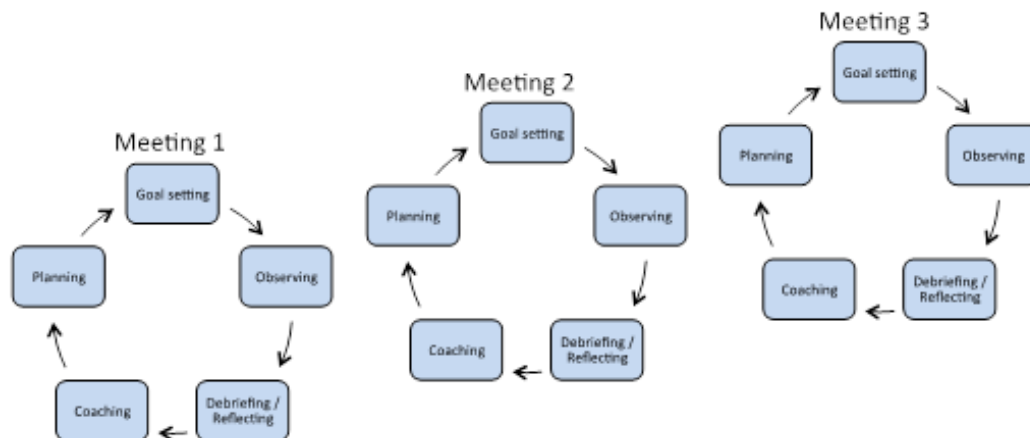 Meeting 1
Goal setting
Observing
Debriefing /
Reflecting
Coaching
Planning
Meeting 2
Goal setting
Observing
Debriefing /
Reflecting
Coaching
Planning
Meeting 3
Goal setting
Observing
Debriefing /
Reflecting
Coaching
Planning